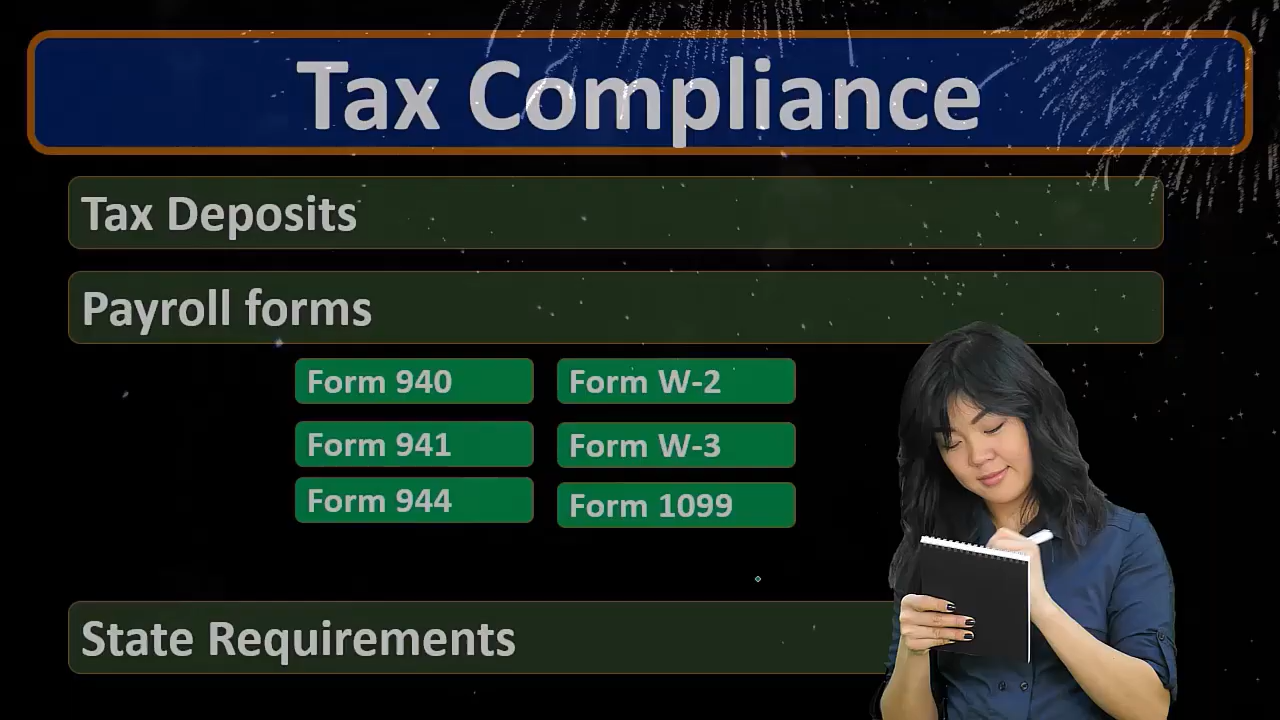 Tax Compliance
Tax Deposits
Payroll forms
Form 940
Form W-2
Form 941
Form W-3
Form 944
Form 1099
State Requirements